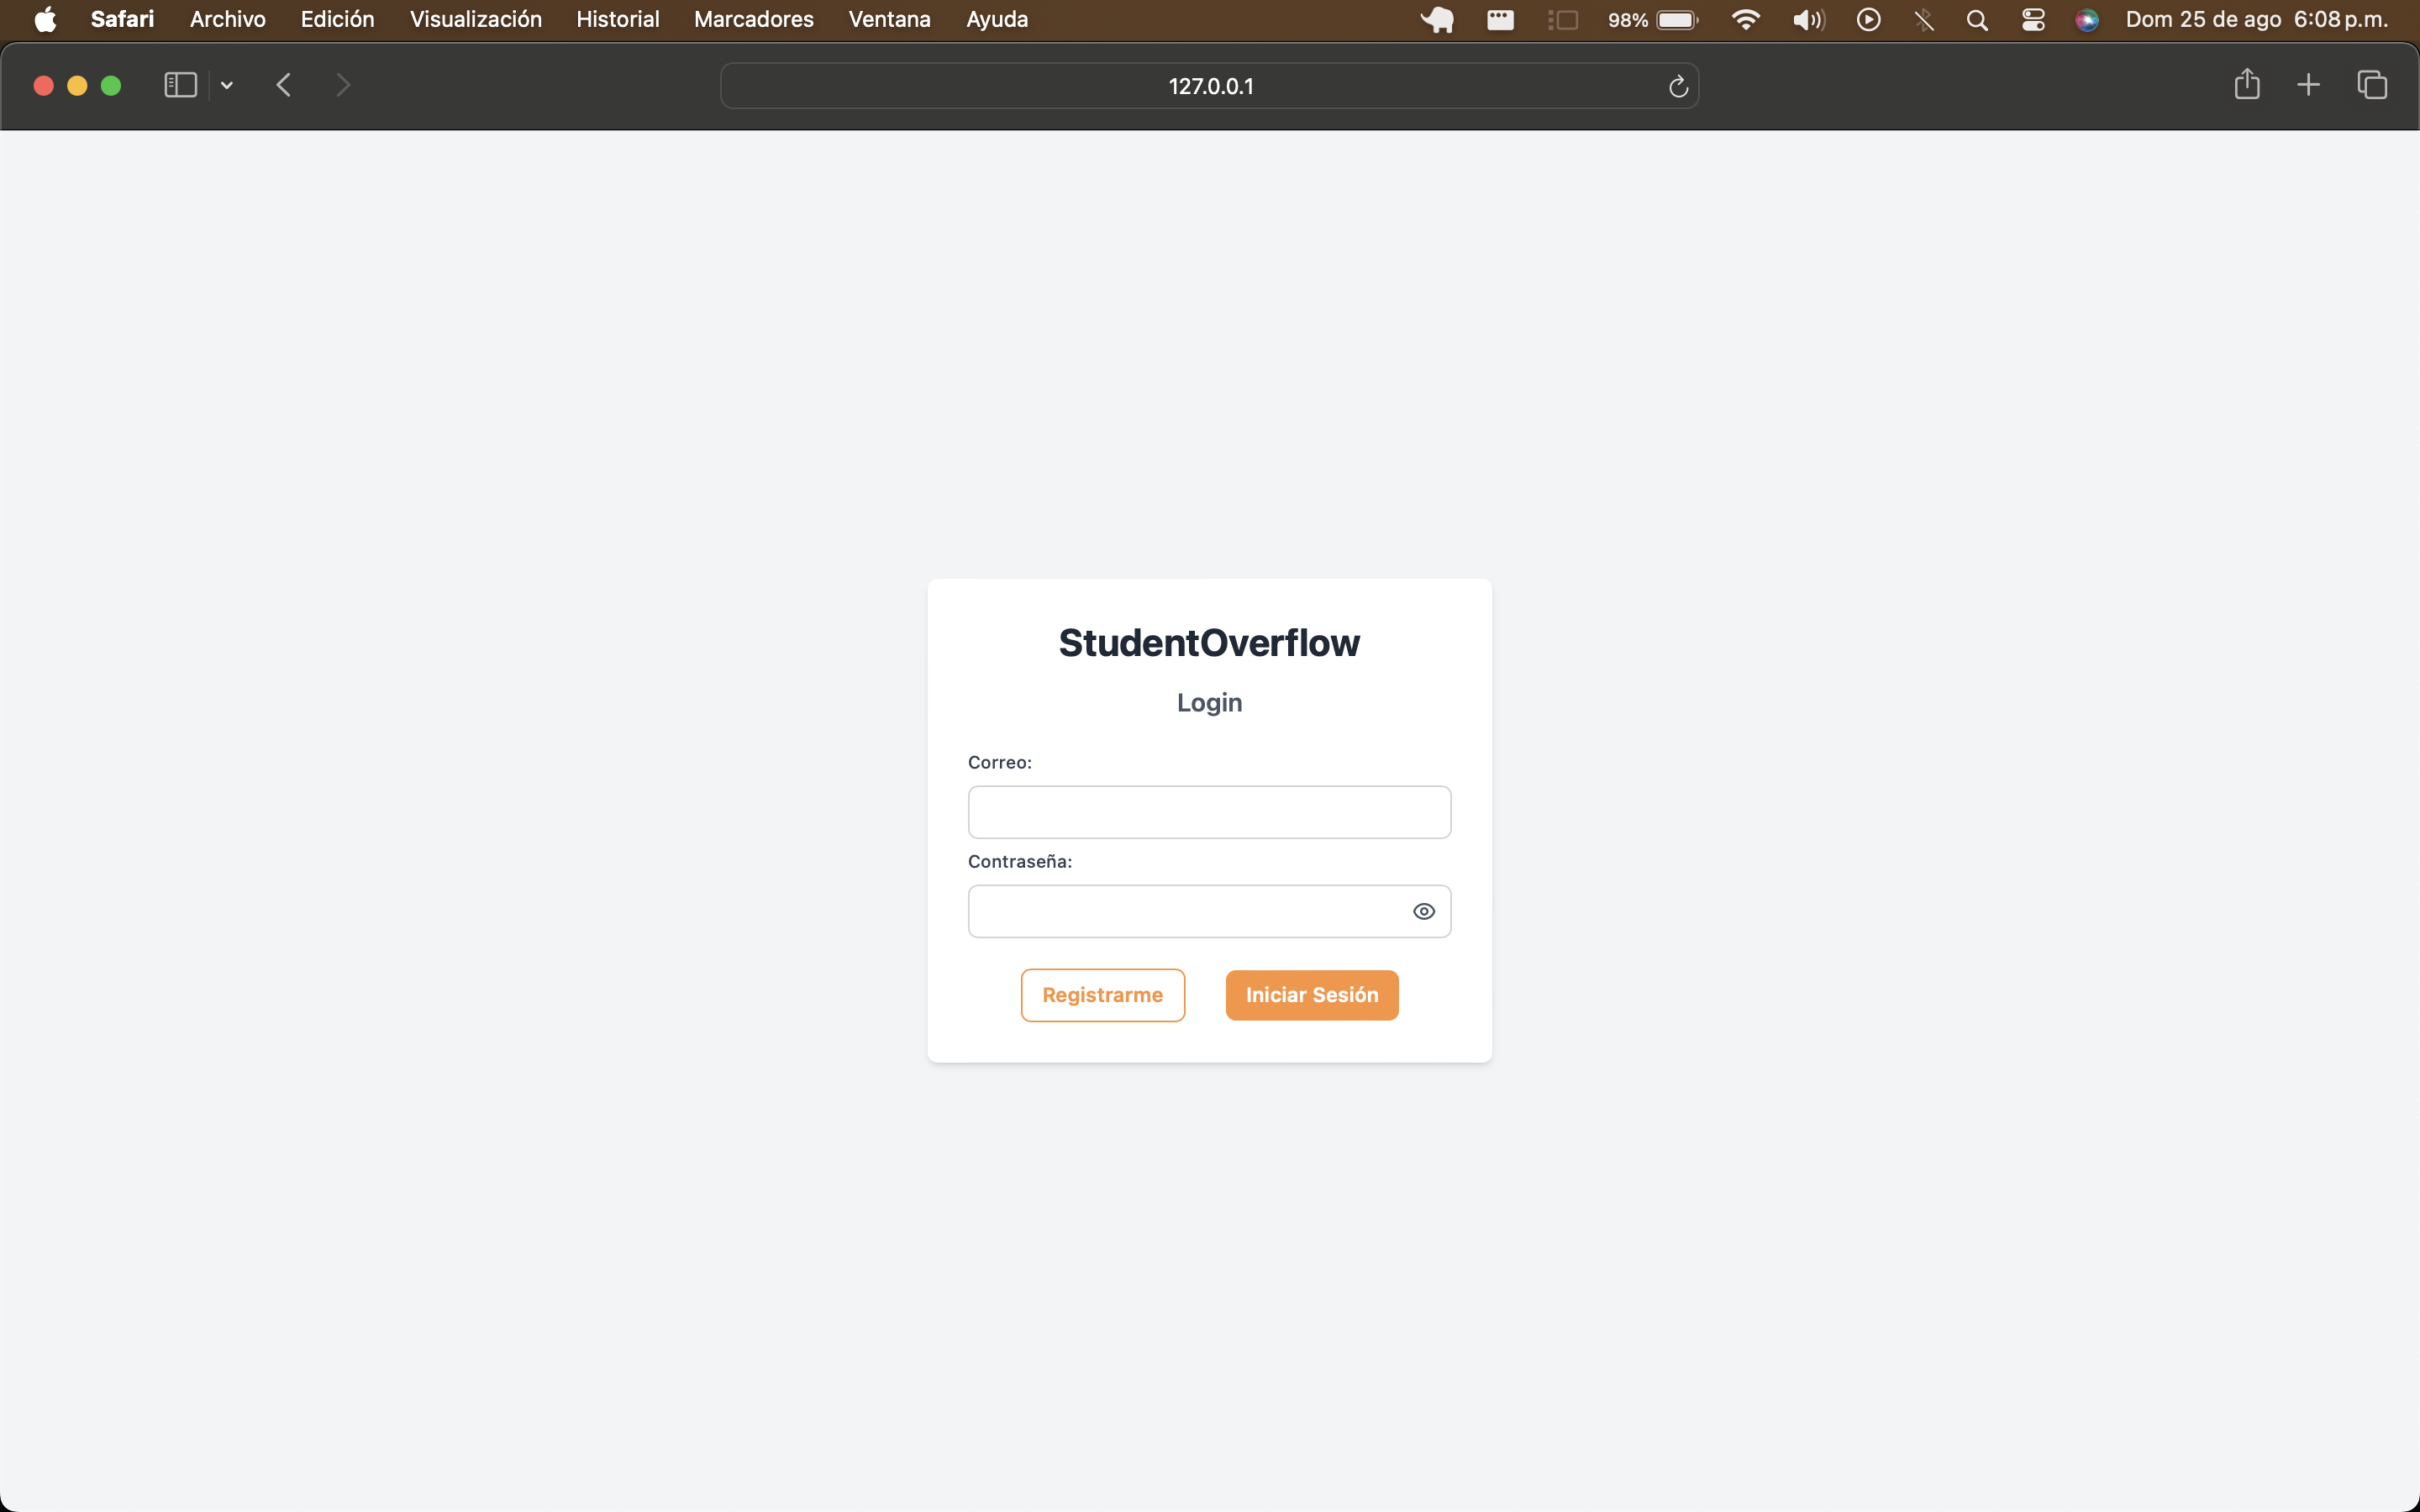 Safari Archivo Edición Visualización Historial Marcadores Ventana Ayuda 98% Dom 25 de ago 6:08 p.m.
127.0.0.1
StudentOverflow
Login
Correo:
Contraseña:
Registrarme Iniciar Sesión